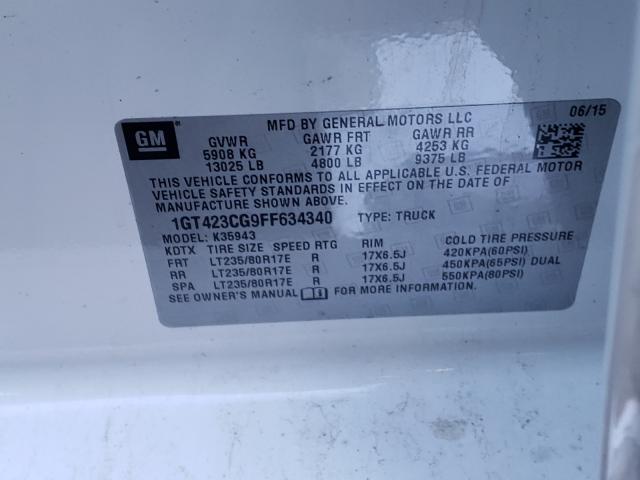 MFD BY GENERAL MOTORS LLC 06/15
GM
GVWR GAWR FRT GAWR RR
5908 KG 2177 KG 4253 KG
13025 LB 4800 LB 9375 LB
THIS VEHICLE CONFORMS TO ALL APPLICABLE U.S. FEDERAL MOTOR
VEHICLE SAFETY STANDARDS IN EFFECT ON THE DATE OF
MANUFACTURE SHOWN ABOVE.
1GT423CG9FF634340 TYPE: TRUCK
MODEL: K35943
KDTX TIRE SIZE SPEED RTG RIM COLD TIRE PRESSURE
FRT LT235/80R17E R 17X6.5J 420KPA(60PSI)
RR LT235/80R17E R 17X6.5J 450KPA(65PSI) DUAL
SPA LT235/80R17E R 17X6.5J 550KPA(80PSI)
SEE OWNER'S MANUAL FOR MORE INFORMATION.